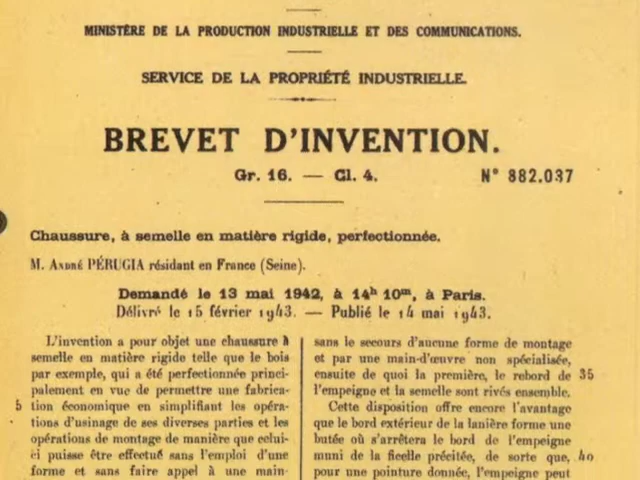 MINISTÈRE DE LA PRODUCTION INDUSTRIELLE ET DES COMMUNICATIONS.
SERVICE DE LA PROPRIÉTÉ INDUSTRIELLE.
BREVET D'INVENTION.
Gr. 16. — Cl. 4.
N° 882.037
Chaussure, à semelle en matière rigide, perfectionnée.
M. André PÉRUGIA résidant en France (Seine).
Demandé le 13 mai 1942, à 14h 10m, à Paris.
Délivré le 15 février 1943. — Publié le 14 mai 1943.
L'invention a pour objet une chaussure à
semelle en matière rigide telle que le bois
par exemple, qui a été perfectionnée princi-
palement en vue de permettre une fabrica-
5 tion économique en simplifiant les opéra-
tions d'usinage de ses diverses parties et les
opérations de montage de manière que celui-
ci puisse être effectué sans l'emploi d'une
forme et sans faire appel à une main-
sans le secours d'aucune forme de montage
et par une main-d'œuvre non spécialisée,
ensuite de quoi la première, le rebord de 35
l'empeigne et la semelle sont rivés ensemble.
Cette disposition offre encore l'avantage
que le bord extérieur de la lanière forme une
butée où s'arrêtera le bord de l'empeigne
muni de la ficelle précitée, de sorte que, 40
pour une pointure donnée, l'empeigne peut